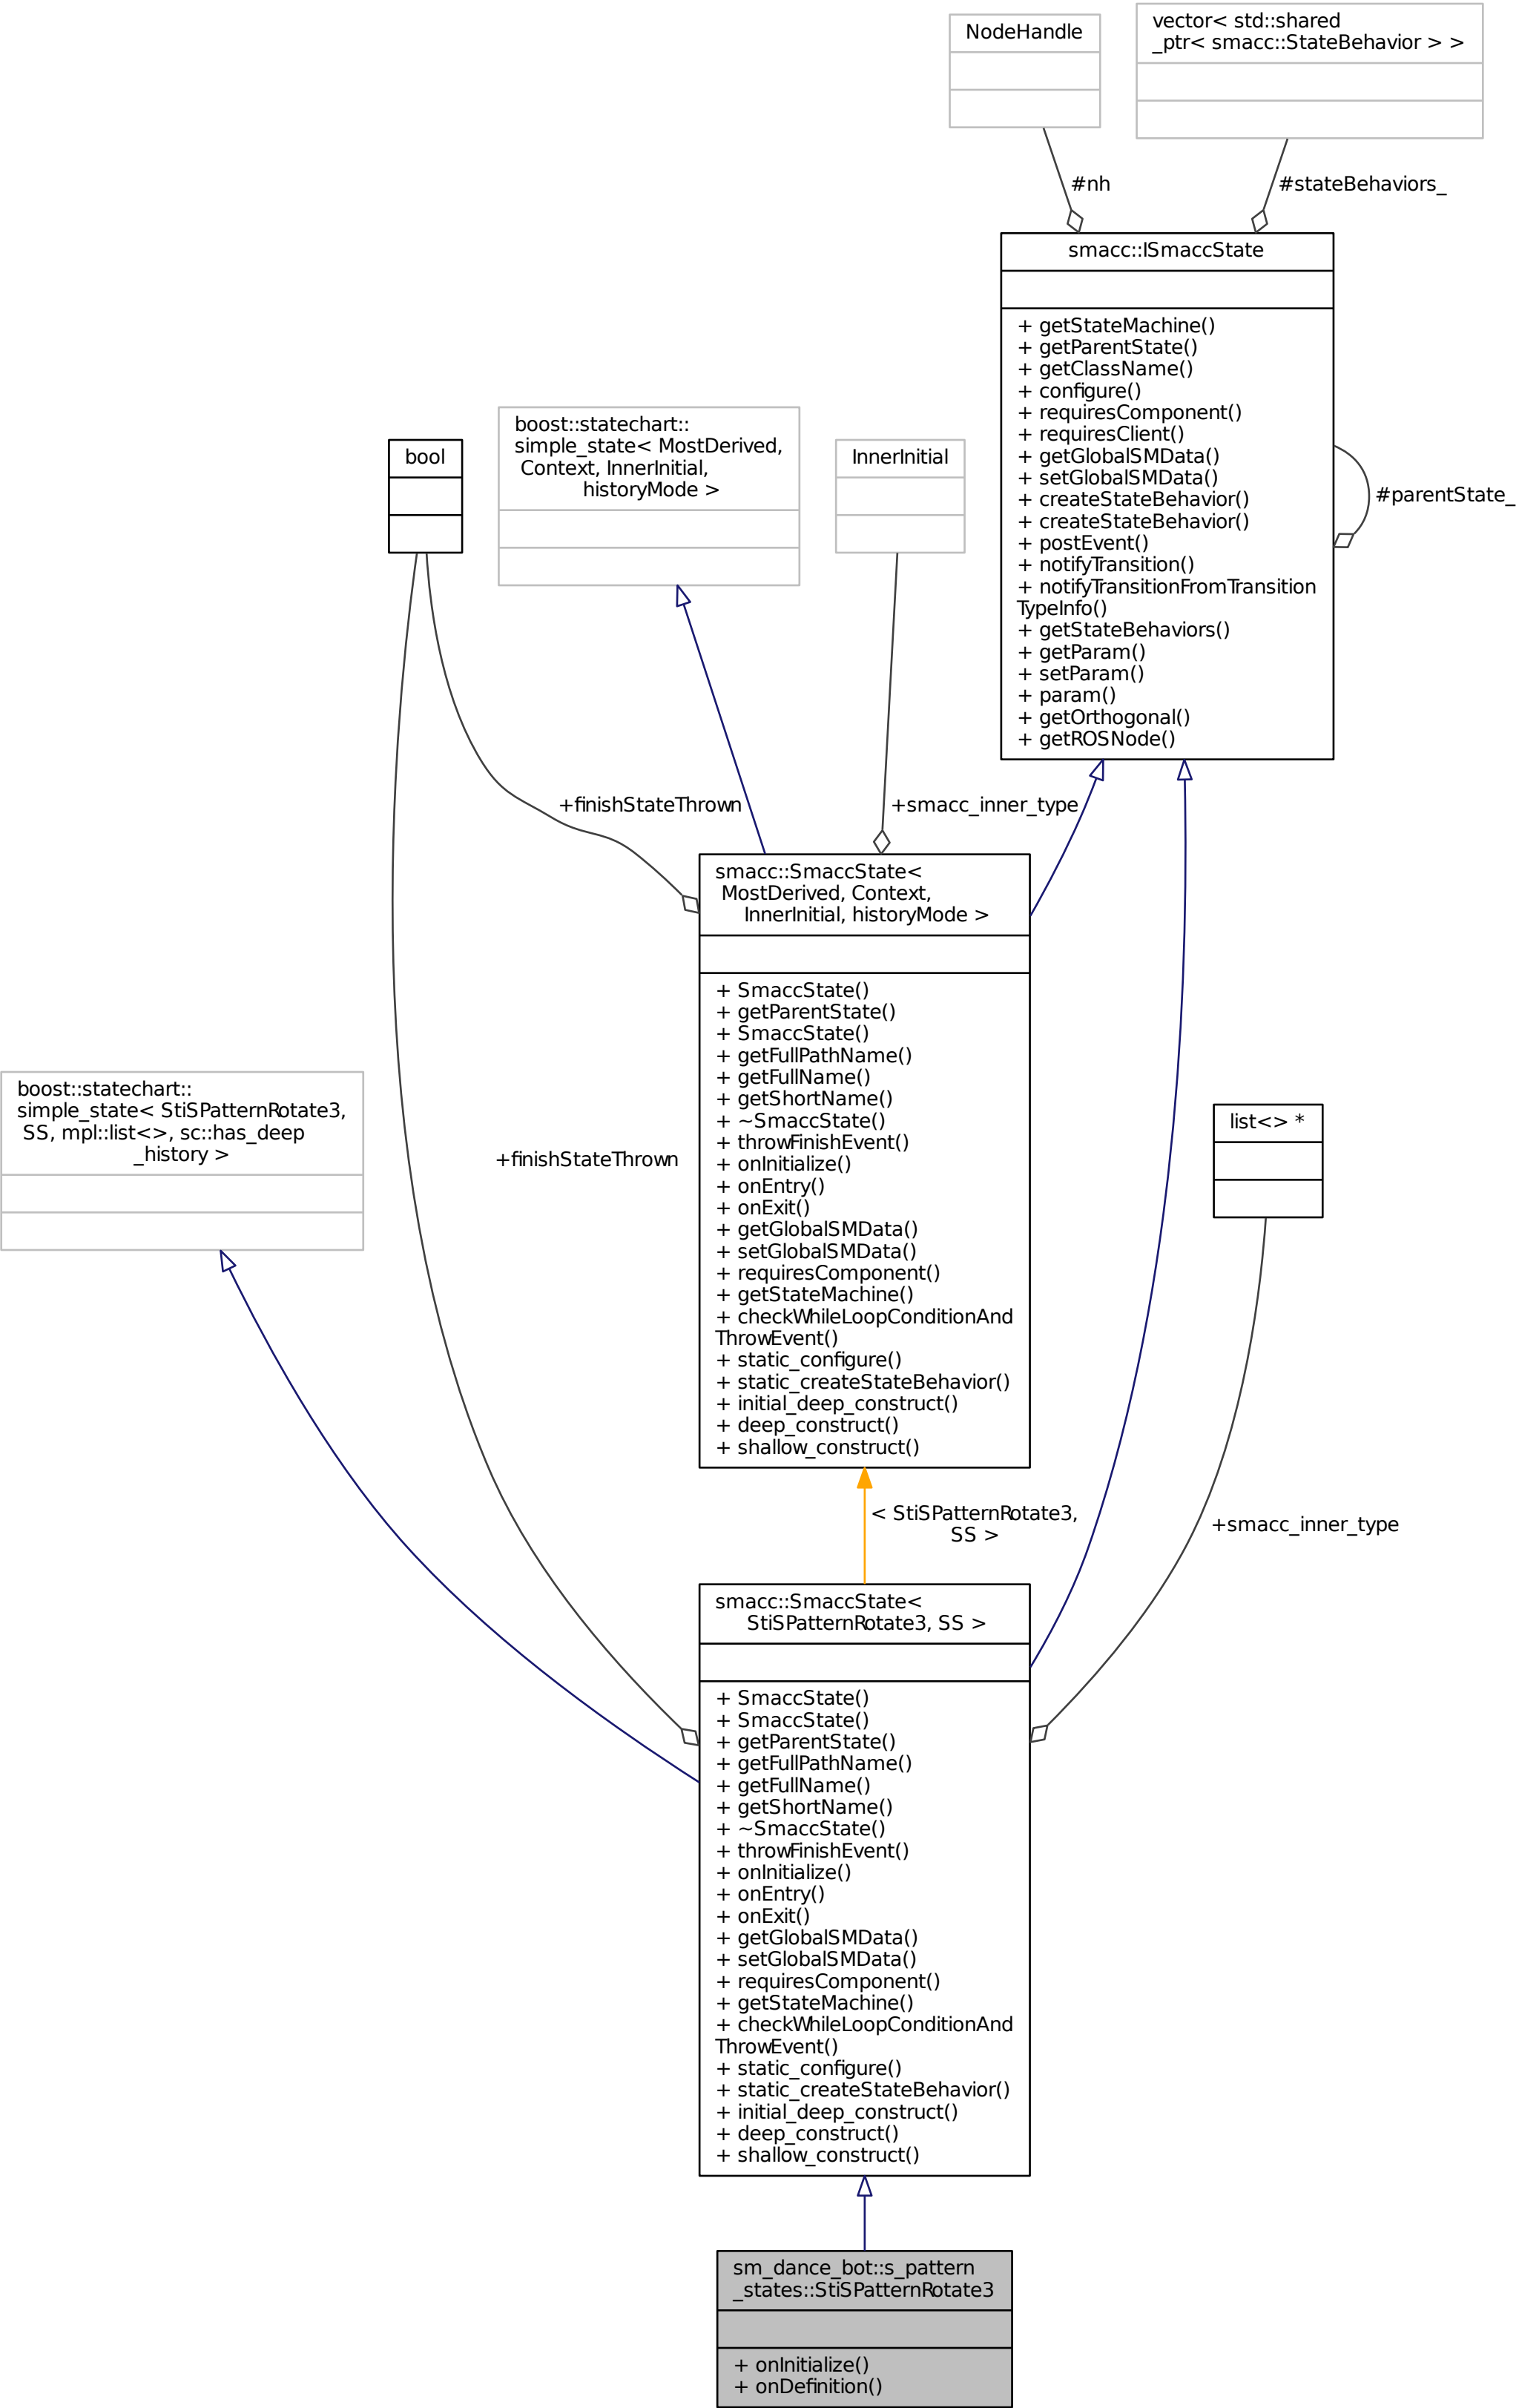 NodeHandle
vector< std::shared
_ptr< smacc::StateBehavior > >
#nh
#stateBehaviors_
smacc::ISmaccState
+ getStateMachine()
+ getParentState()
+ getClassName()
+ configure()
+ requiresComponent()
+ requiresClient()
+ getGlobalSMData()
+ setGlobalSMData()
+ createStateBehavior()
+ createStateBehavior()
+ postEvent()
+ notifyTransition()
+ notifyTransitionFromTransition
TypeInfo()
+ getStateBehaviors()
+ getParam()
+ setParam()
+ param()
+ getOrthogonal()
+ getROSNode()
#parentState_
bool
boost::statechart::
simple_state< MostDerived,
Context, InnerInitial,
historyMode >
InnerInitial
+finishStateThrown
+smacc_inner_type
smacc::SmaccState<
MostDerived, Context,
InnerInitial, historyMode >
+ SmaccState()
+ getParentState()
+ SmaccState()
+ getFullPathName()
+ getFullName()
+ getShortName()
+ ~SmaccState()
+ throwFinishEvent()
+ onInitialize()
+ onEntry()
+ onExit()
+ getGlobalSMData()
+ setGlobalSMData()
+ requiresComponent()
+ getStateMachine()
+ checkWhileLoopConditionAnd
ThrowEvent()
+ static_configure()
+ static_createStateBehavior()
+ initial_deep_construct()
+ deep_construct()
+ shallow_construct()
boost::statechart::
simple_state< StiSPatternRotate3,
SS, mpl::list<>, sc::has_deep
_history >
+finishStateThrown
list<> *
< StiSPatternRotate3,
SS >
+smacc_inner_type
smacc::SmaccState<
StiSPatternRotate3, SS >
+ SmaccState()
+ SmaccState()
+ getParentState()
+ getFullPathName()
+ getFullName()
+ getShortName()
+ ~SmaccState()
+ throwFinishEvent()
+ onInitialize()
+ onEntry()
+ onExit()
+ getGlobalSMData()
+ setGlobalSMData()
+ requiresComponent()
+ getStateMachine()
+ checkWhileLoopConditionAnd
ThrowEvent()
+ static_configure()
+ static_createStateBehavior()
+ initial_deep_construct()
+ deep_construct()
+ shallow_construct()
sm_dance_bot::s_pattern
_states::StiSPatternRotate3
+ onInitialize()
+ onDefinition()